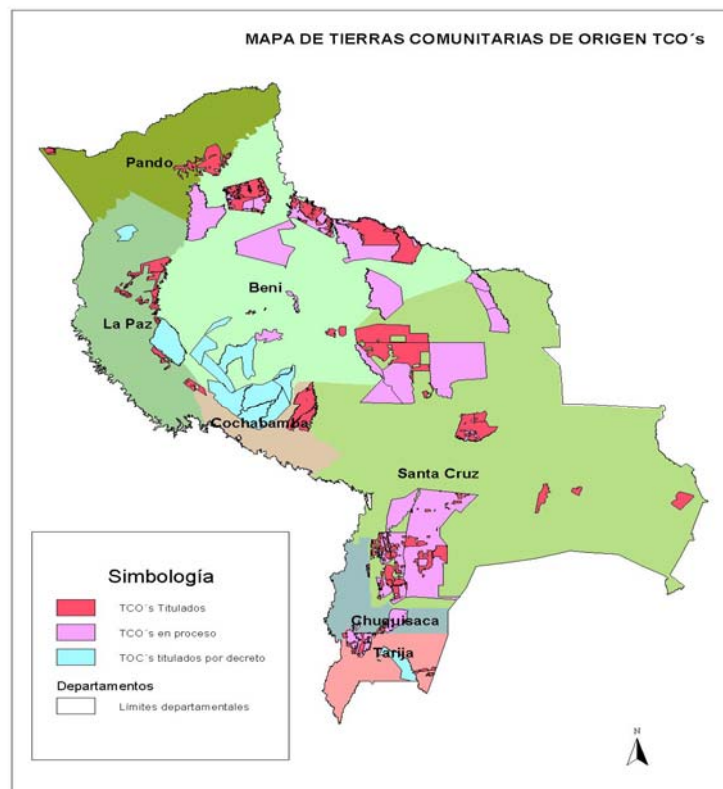 MAPA DE TIERRAS COMUNITARIAS DE ORIGEN TCO´s
Pando
Beni
La Paz
Cochabamba
Santa Cruz
Chuquisaca
Tarija
Simbología
TCO´s Titulados
TCO´s en proceso
TOC´s titulados por decreto
Departamentos
Límites departamentales
N